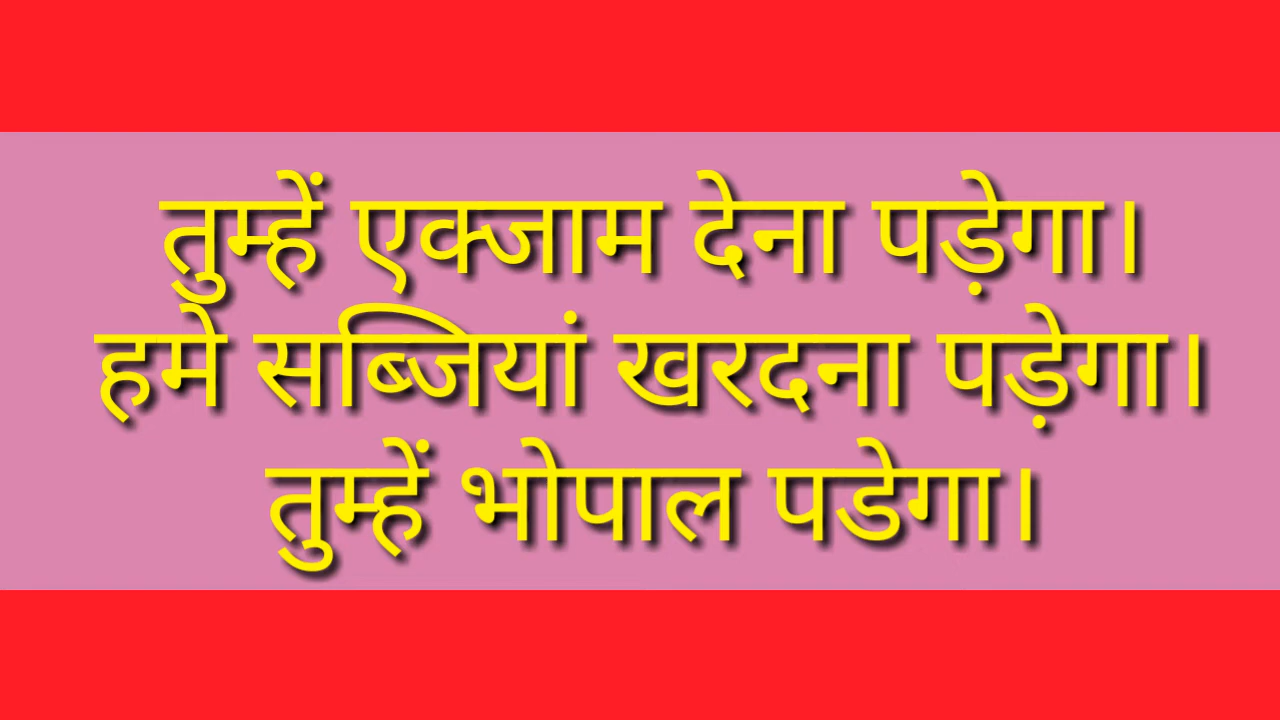 तुम्हें एक्जाम देना पड़ेगा।
हमे सब्जियां खरदना पड़ेगा।
तुम्हें भोपाल पडेगा।